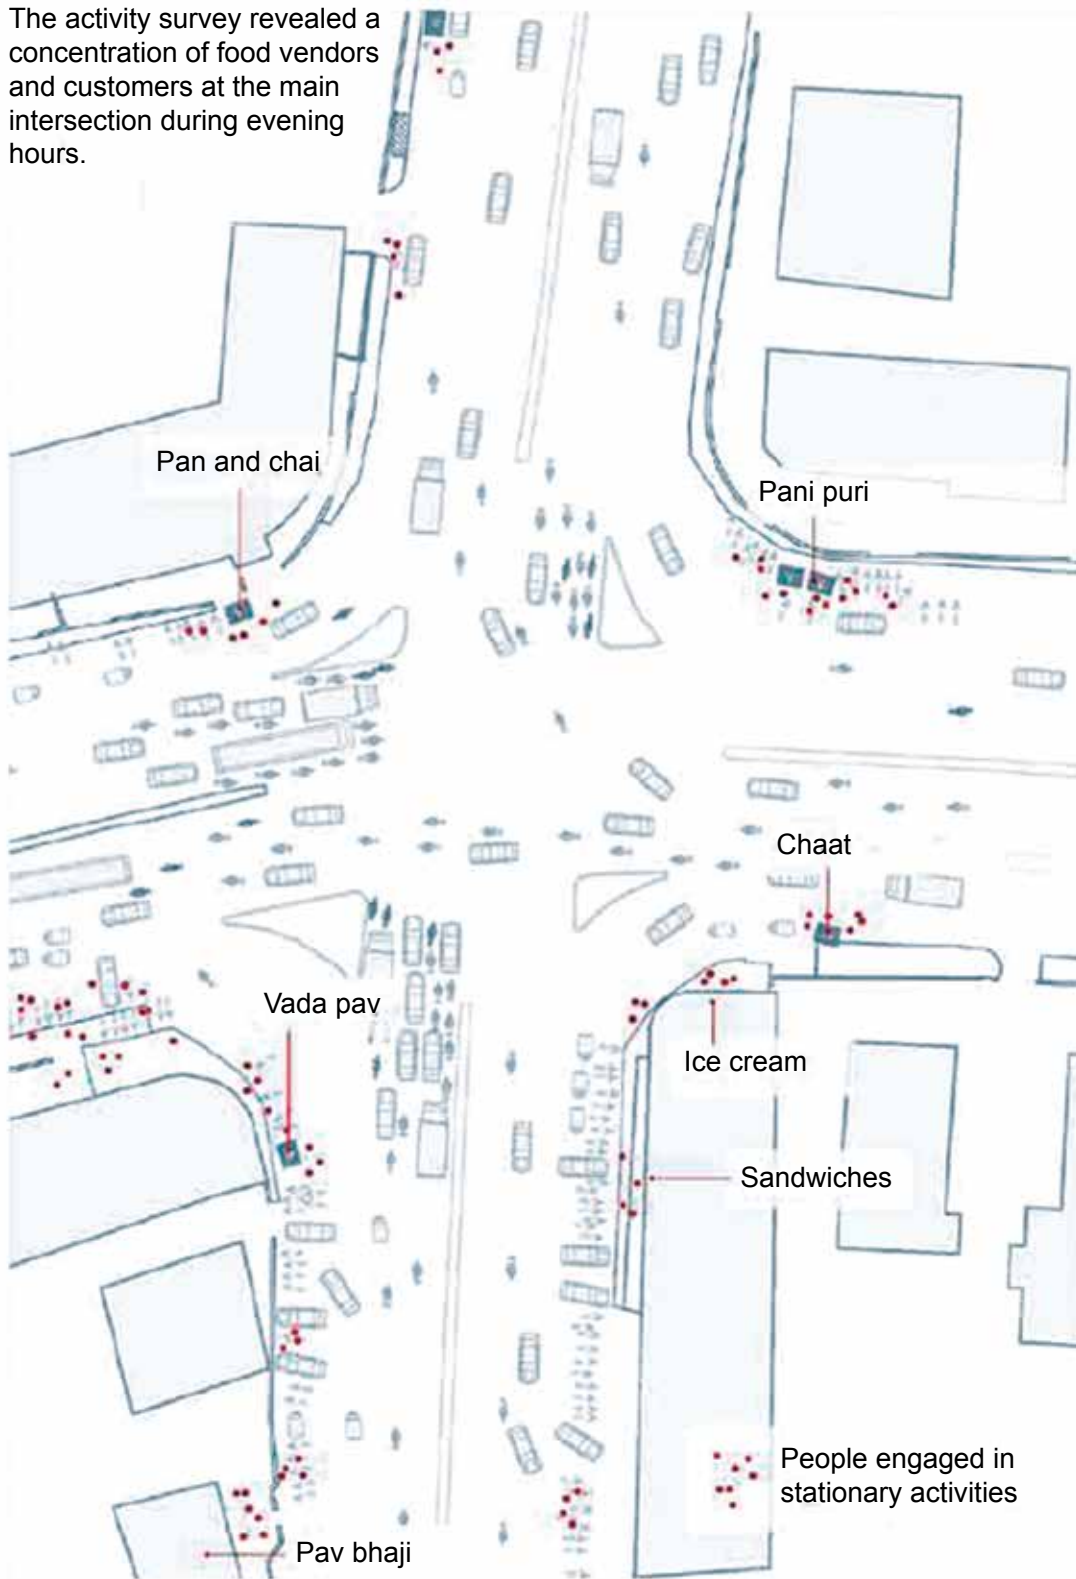 The activity survey revealed a
concentration of food vendors
and customers at the main
intersection during evening
hours.
Pan and chai
Pani puri
Chaat
Vada pav
Ice cream
Sandwiches
People engaged in
stationary activities
Pav bhaji